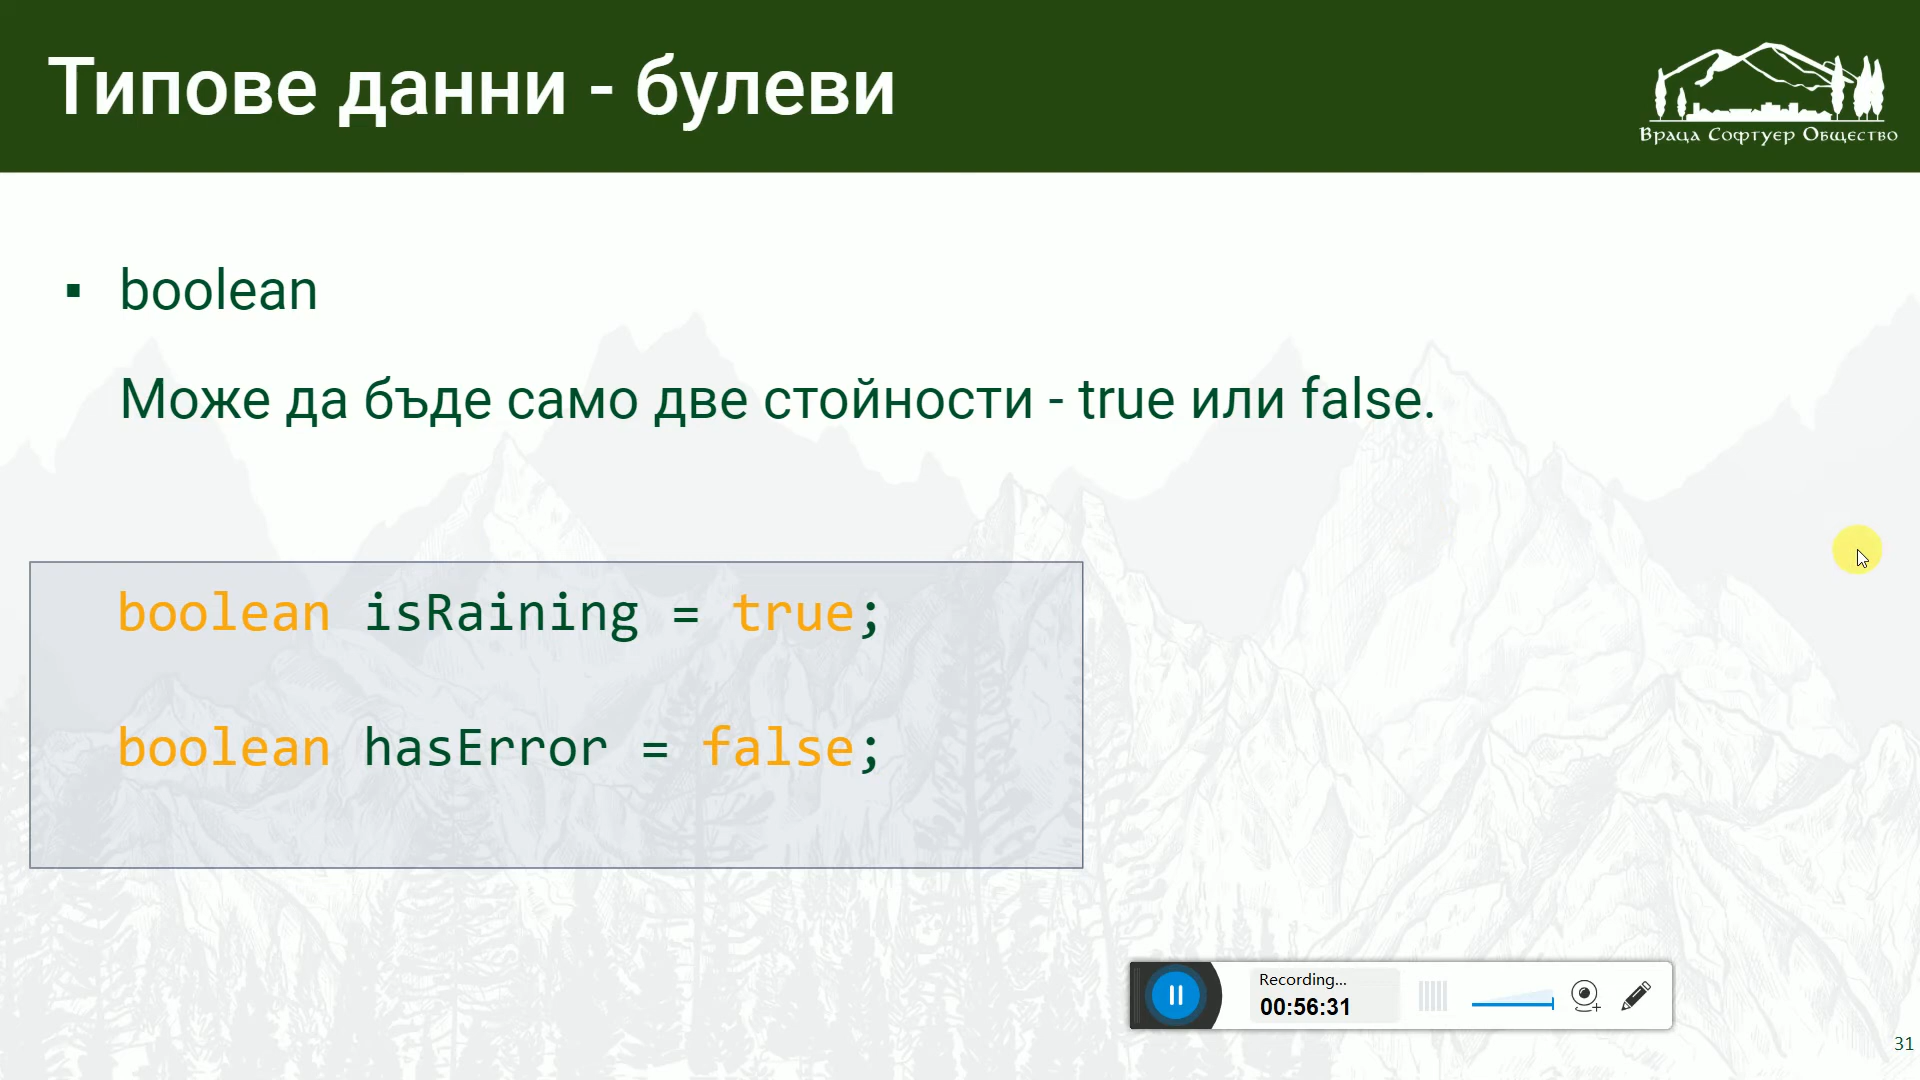 Типове данни - булеви
Враца Софтуер Общество
▪ boolean
Може да бъде само две стойности - true или false.
boolean isRaining = true;
boolean hasError = false;
Recording...
00:56:31
31